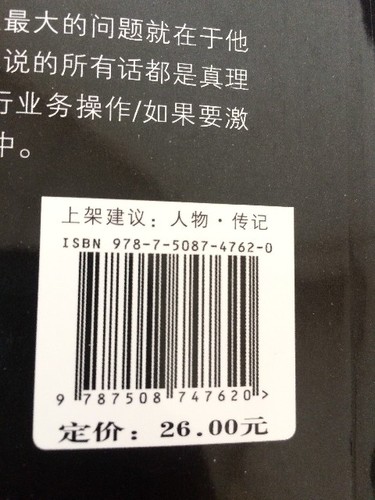 最大的问题就在于他
说的所有话都是真理
行业务操作/如果要激
中。
上架建议：人物·传记
ISBN 978-7-5087-4762-0
9 787508 747620 >
定价：26.00元